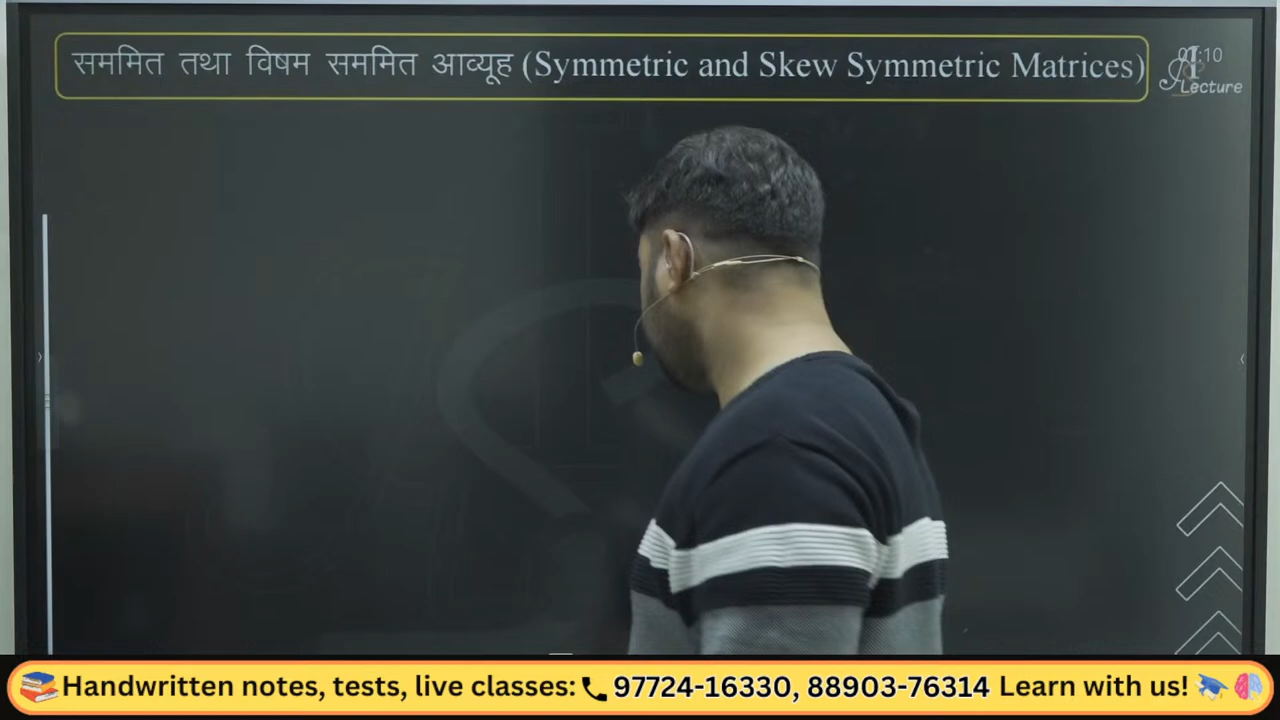 सममित तथा विषम सममित आव्यूह (Symmetric and Skew Symmetric Matrices)
Lecture
Handwritten notes, tests, live classes: 97724-16330, 88903-76314 Learn with us!